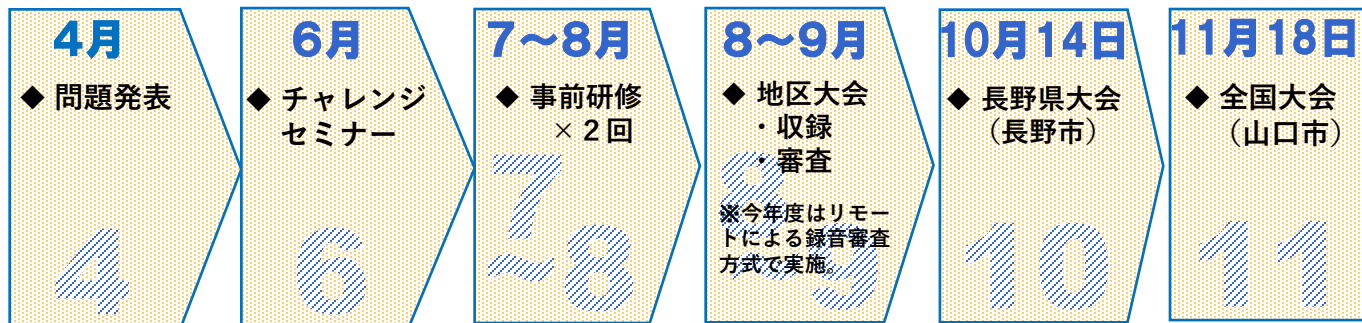 4月
◆ 問題発表
4
6月
◆ チャレンジ
セミナー
6
7～8月
◆ 事前研修
×２回
7
～8
8～9月
◆ 地区大会
・収録
・審査
※今年度はリモー
トによる録音審査
方式で実施。
8
～9
10月14日
◆ 長野県大会
（長野市）
10
11月18日
◆ 全国大会
（山口市）
11